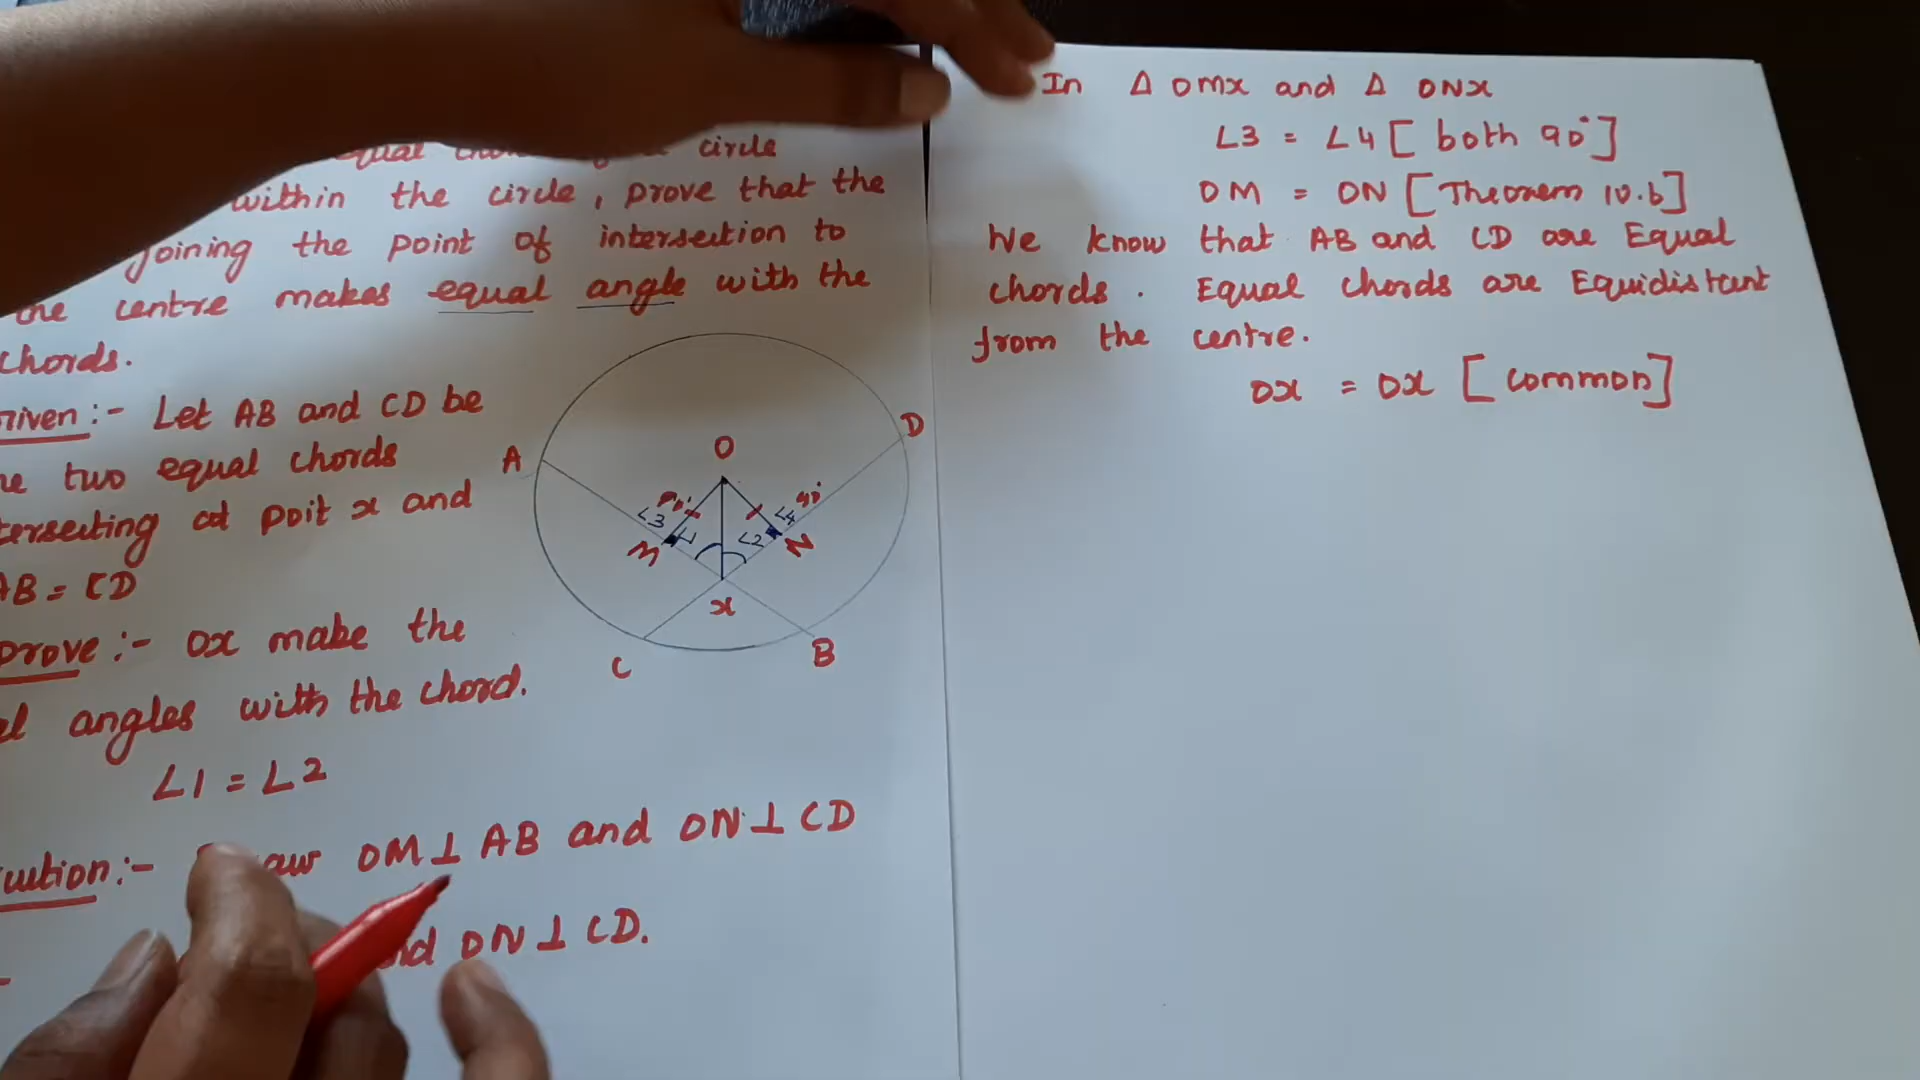 circle
within the circle, prove that the
joining the point of intersection to
the centre makes equal angle with the
chords.
:- Let AB and CD be
two equal chords
at poit x and
AB = CD
prove :- Ox make the
angles with the chord.
∠1 = ∠2
:- OM⊥ AB and ON⊥ CD
ON⊥ CD.
A
O
D
90°
90°
∠3
∠4
∠1
∠2
M
N
x
C
B
In Δ OMx and Δ ONx
∠3 = ∠4 [ both 90°]
OM = ON [Theorem 10.6]
We know that AB and CD are Equal
chords. Equal chords are Equidistant
from the centre.
Ox = Ox [common]